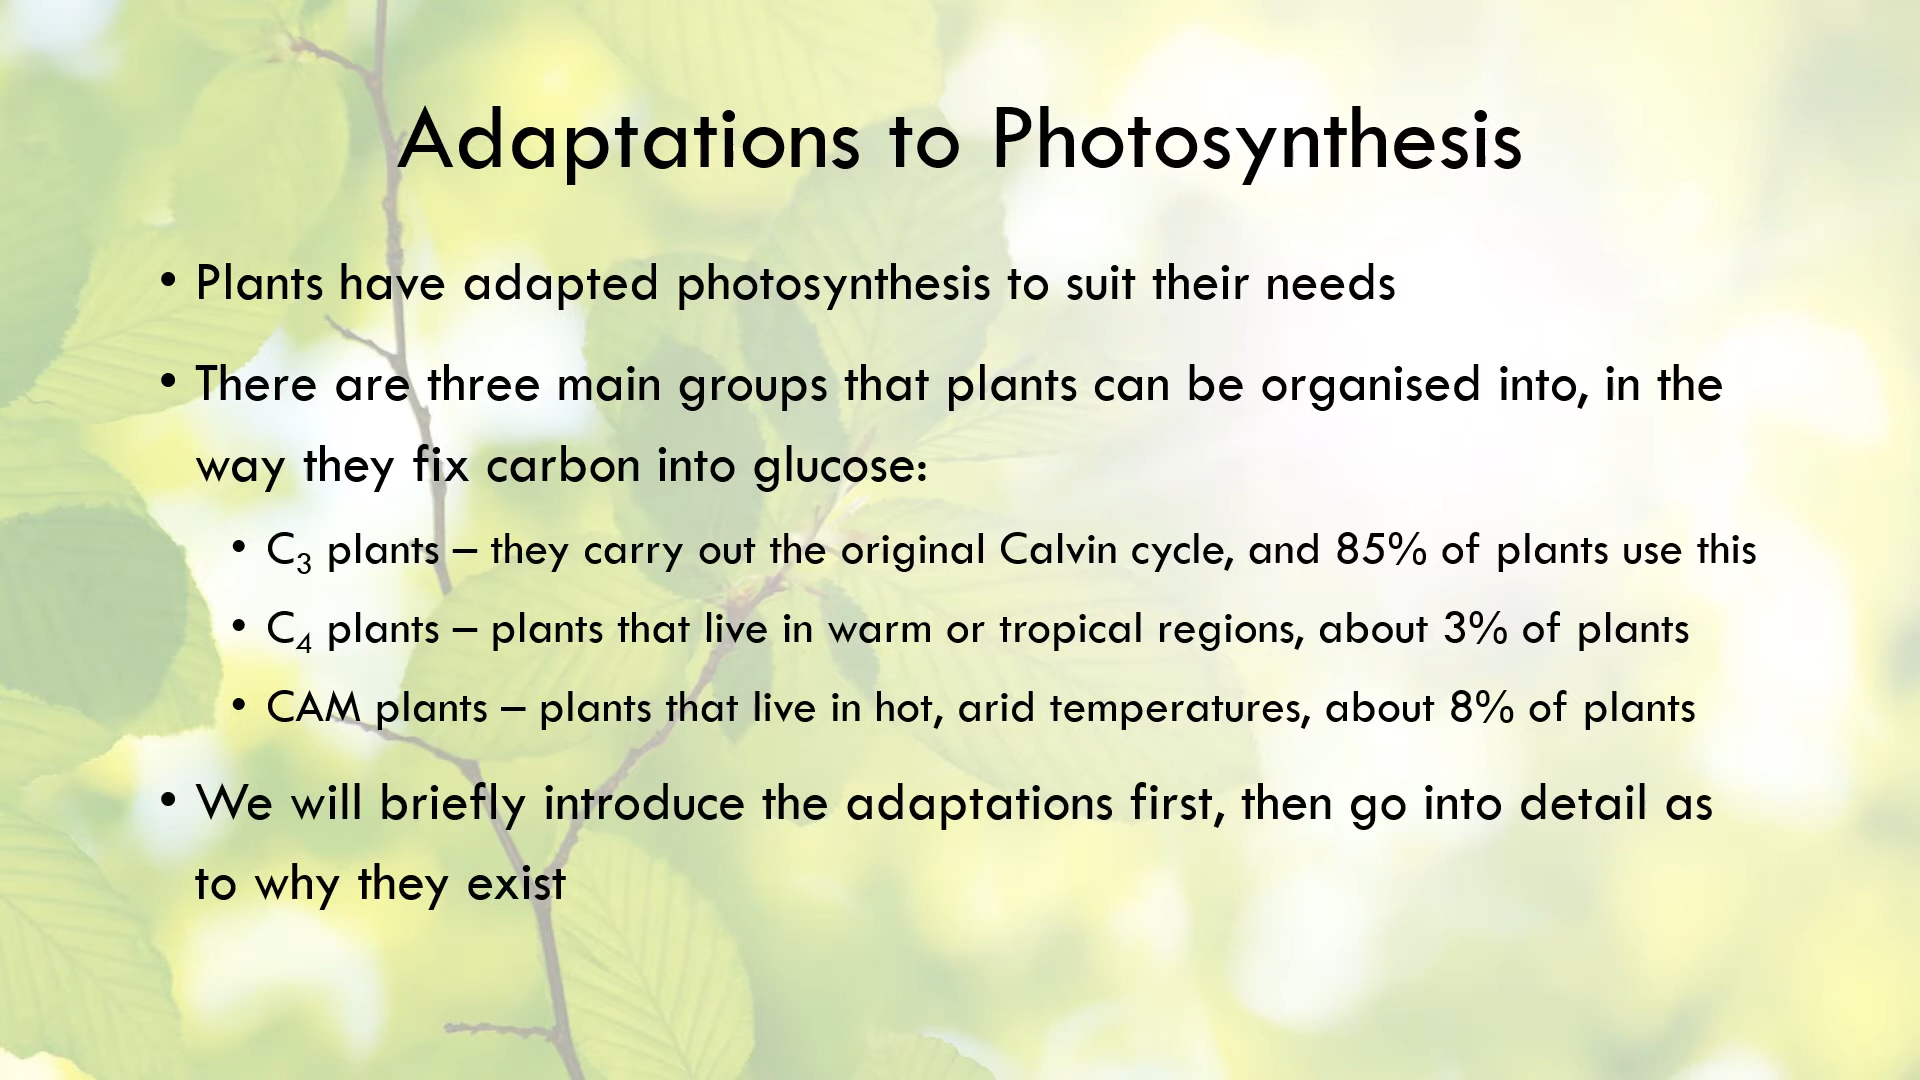 Adaptations to Photosynthesis
• Plants have adapted photosynthesis to suit their needs
• There are three main groups that plants can be organised into, in the
way they fix carbon into glucose:
• C₃ plants – they carry out the original Calvin cycle, and 85% of plants use this
• C₄ plants – plants that live in warm or tropical regions, about 3% of plants
• CAM plants – plants that live in hot, arid temperatures, about 8% of plants
• We will briefly introduce the adaptations first, then go into detail as
to why they exist